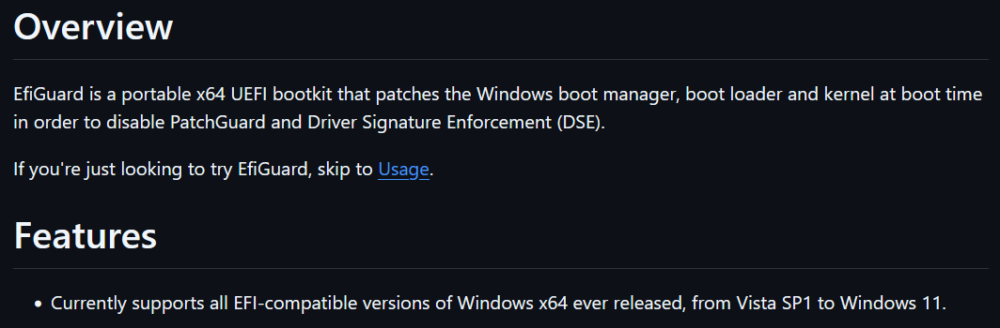 Overview
EfiGuard is a portable x64 UEFI bootkit that patches the Windows boot manager, boot loader and kernel at boot time
in order to disable PatchGuard and Driver Signature Enforcement (DSE).
If you're just looking to try EfiGuard, skip to Usage.
Features
• Currently supports all EFI-compatible versions of Windows x64 ever released, from Vista SP1 to Windows 11.